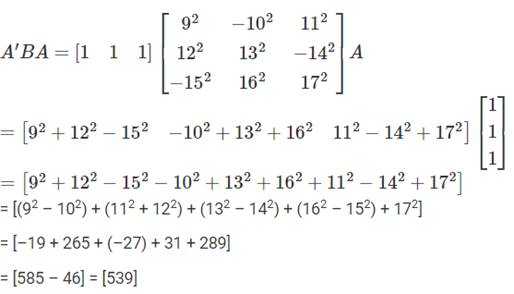 A′BA = [1 1 1] [9² −10² 11² 12² 13² −14² −15² 16² 17²] A
= [9² + 12² − 15² −10² + 13² + 16² 11² − 14² + 17²] [1 1 1]
= [9² + 12² − 15² − 10² + 13² + 16² + 11² − 14² + 17²]
= [(9² – 10²) + (11² + 12²) + (13² – 14²) + (16² – 15²) + 17²]
= [–19 + 265 + (–27) + 31 + 289]
= [585 – 46] = [539]